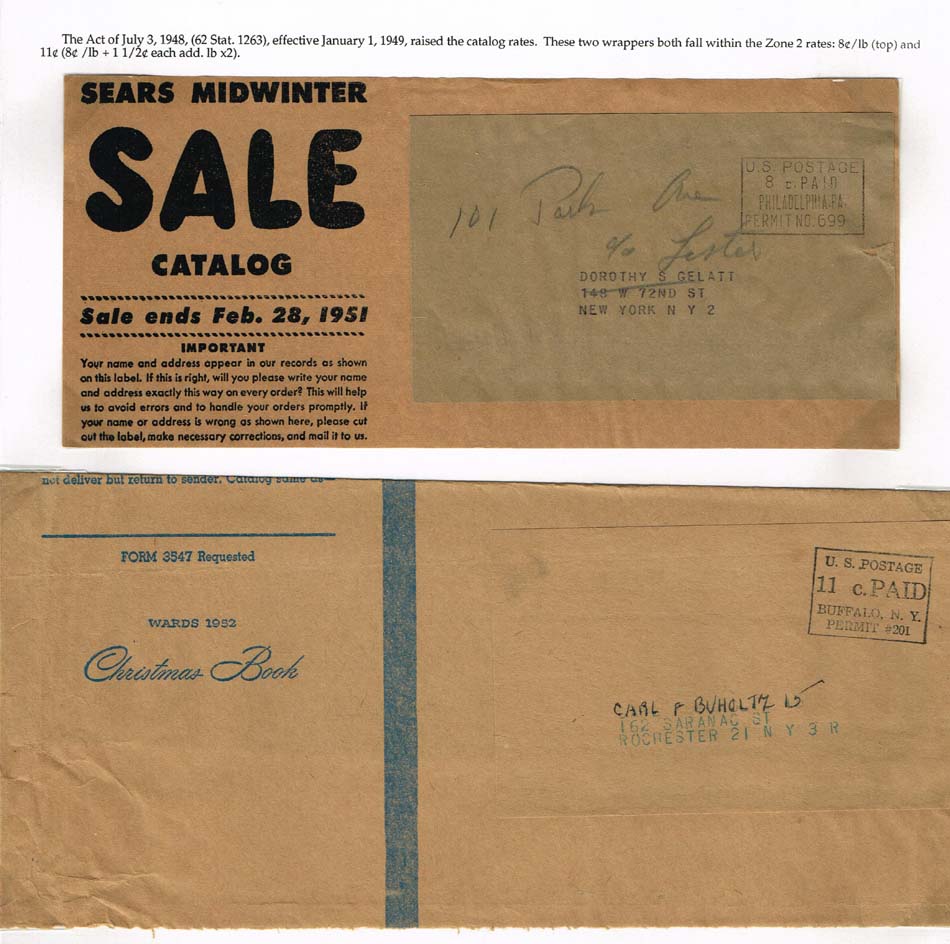 The Act of July 3, 1948, (62 Stat. 1263), effective January 1, 1949, raised the catalog rates. These two wrappers both fall within the Zone 2 rates: 8¢/lb (top) and
11¢ (8¢ /lb + 1 1/2¢ each add. lb x2).
SEARS MIDWINTER
SALE
CATALOG
Sale ends Feb. 28, 1951
IMPORTANT
Your name and address appear in our records as shown
on this label. If this is right, will you please write your name
and address exactly this way on every order? This will help
us to avoid errors and to handle your orders promptly. If
your name or address is wrong as shown here, please cut
out the label, make necessary corrections, and mail it to us.
U.S. POSTAGE
8 c. PAID
PHILADELPHIA, PA.
PERMIT NO. 699
101 Park Ave
c/o Lester
DOROTHY S GELATT
148 W 72ND ST
NEW YORK N Y 2
not deliver but return to sender. Catalog same as
FORM 3547 Requested
WARDS 1952
Christmas Book
U. S. POSTAGE
11 c. PAID
BUFFALO, N. Y.
PERMIT #201
CARL F BUHOLTZ
162 SARANAC ST
ROCHESTER 21 N Y 3 R